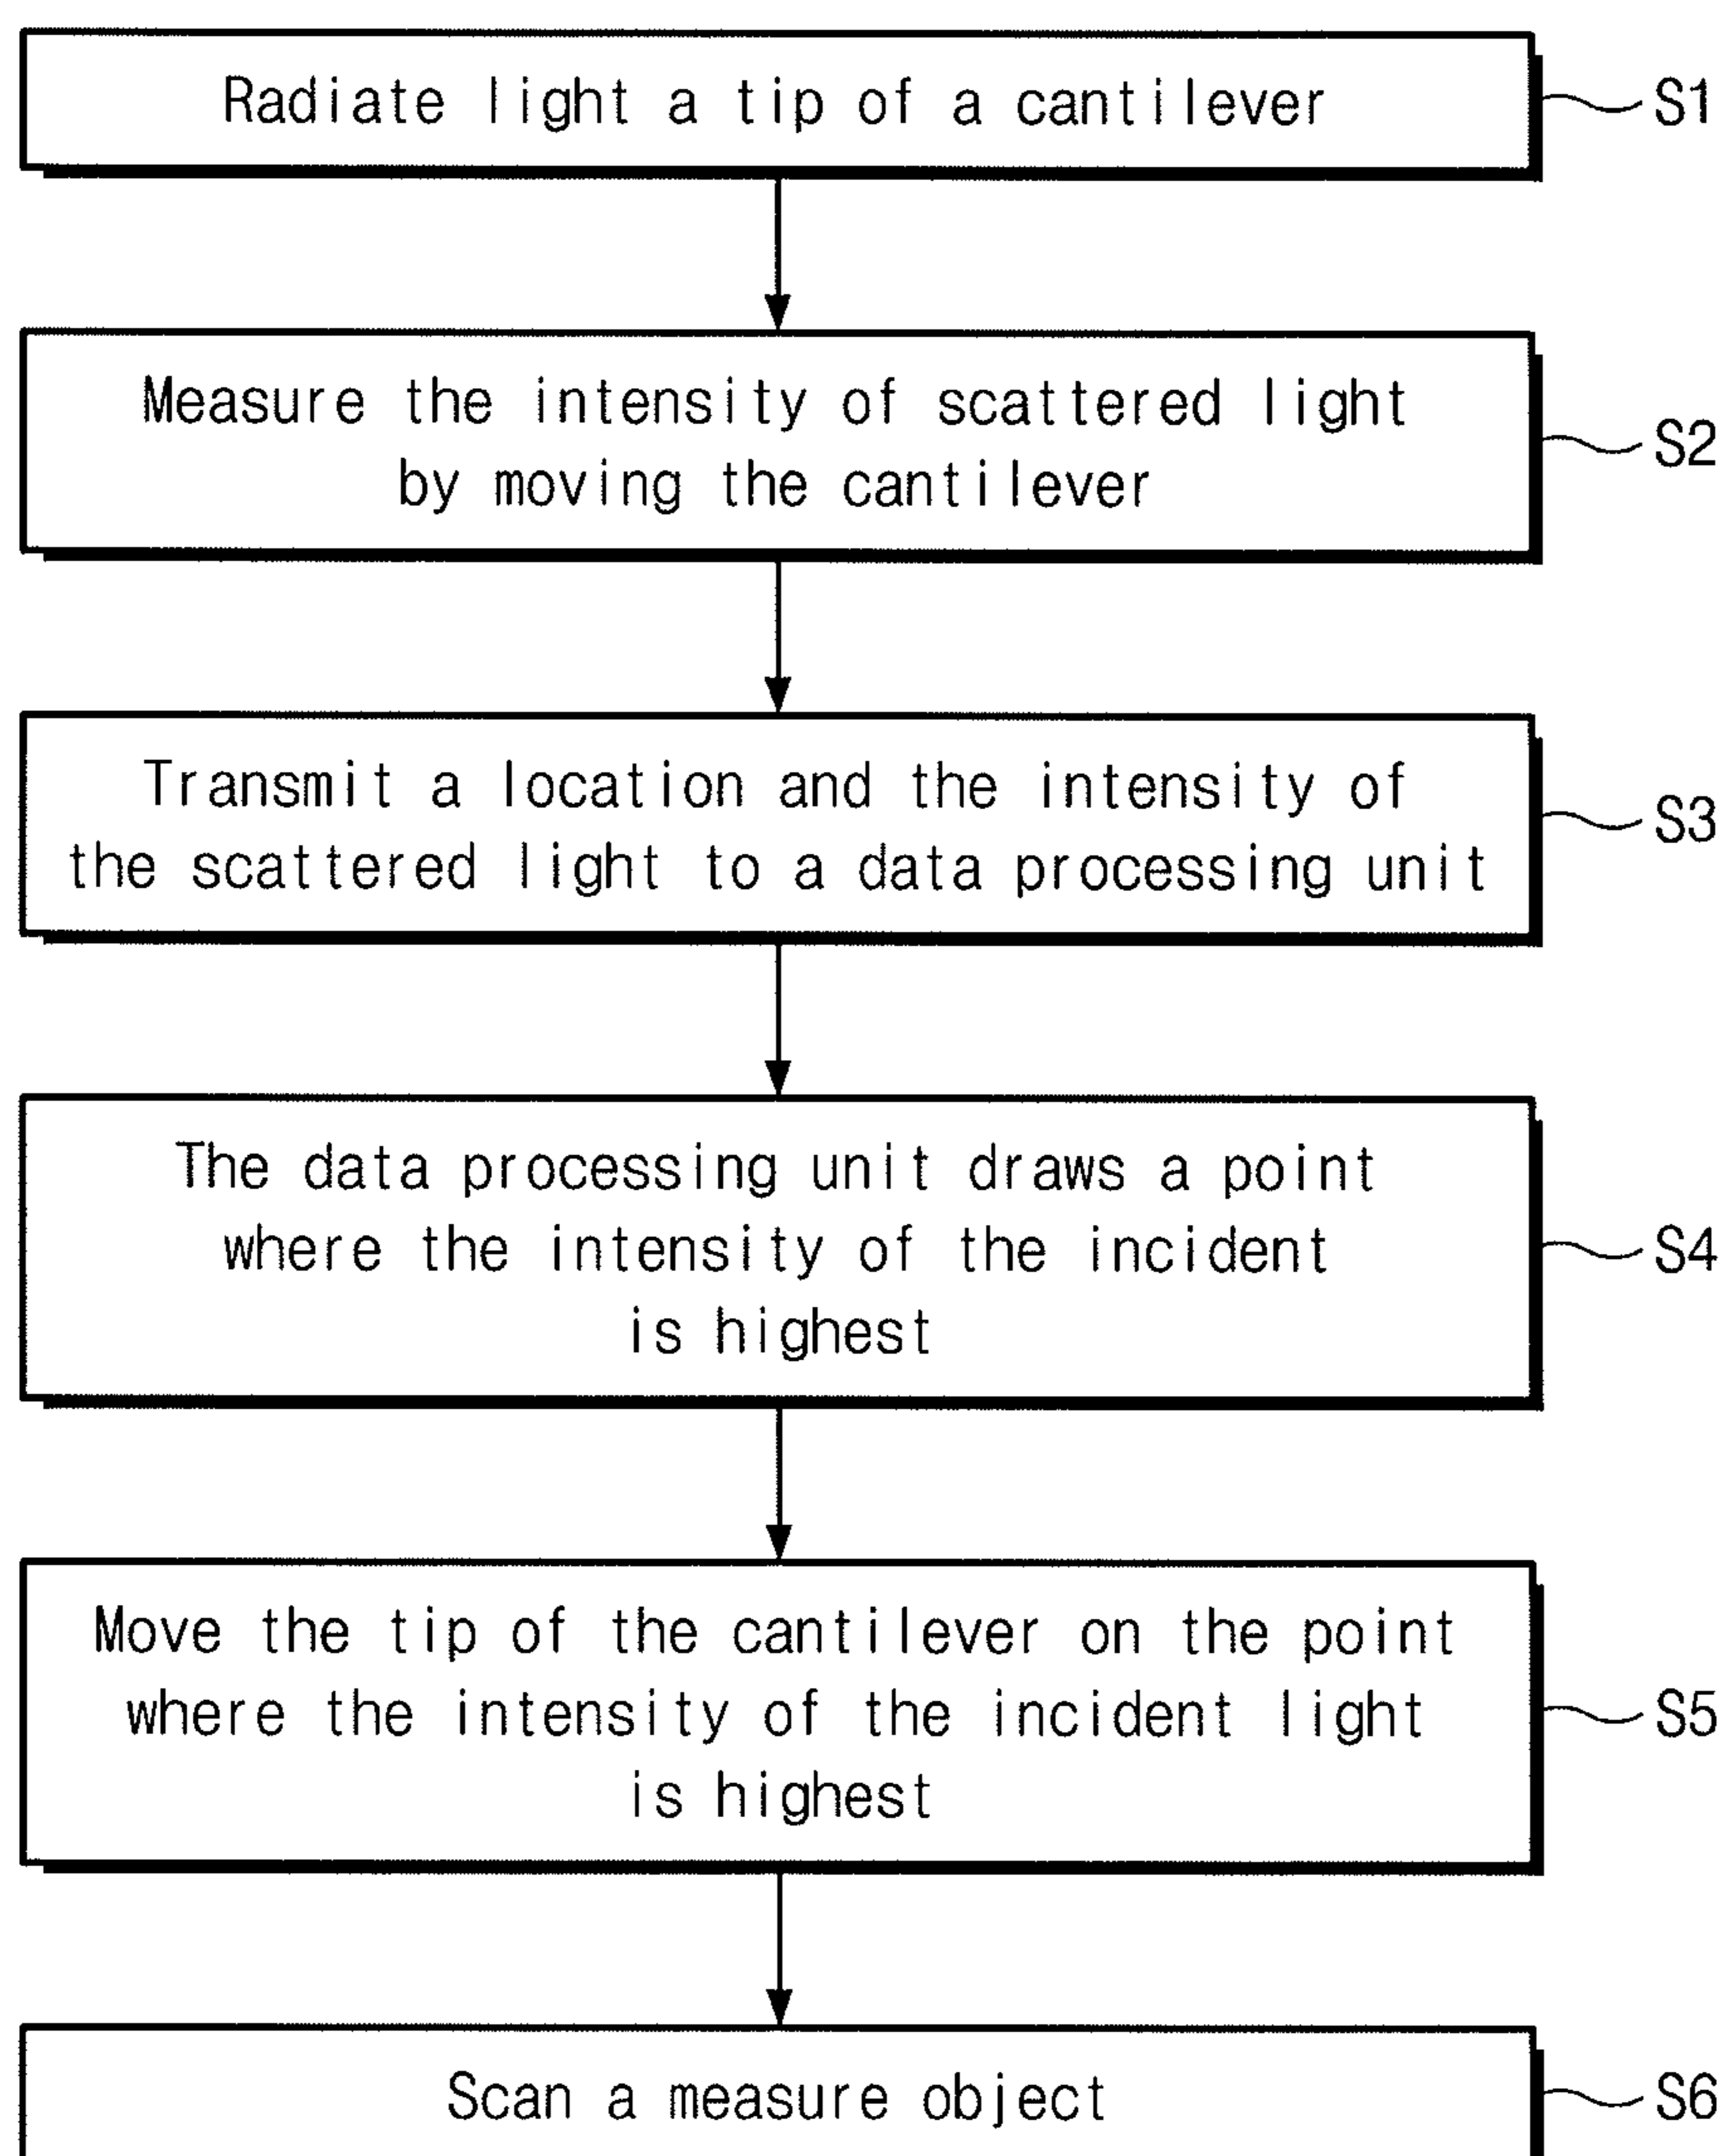 Radiate light a tip of a cantilever
S1
Measure the intensity of scattered light
by moving the cantilever
S2
Transmit a location and the intensity of
the scattered light to a data processing unit
S3
The data processing unit draws a point
where the intensity of the incident
is highest
S4
Move the tip of the cantilever on the point
where the intensity of the incident light
is highest
S5
Scan a measure object
S6